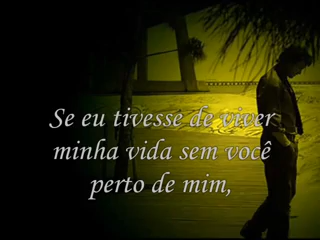 Se eu tivesse de viver
minha vida sem você
perto de mim,